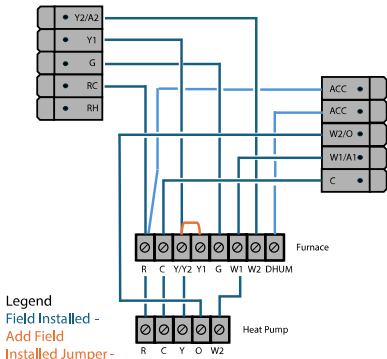 Y2/A2
Y1
G
RC
RH
ACC
ACC
W2/O
W1/A1
C
Furnace
R C Y/Y2 Y1 G W1 W2 DHUM
Heat Pump
R C Y O W2
Legend
Field Installed -
Add Field
Installed Jumper -